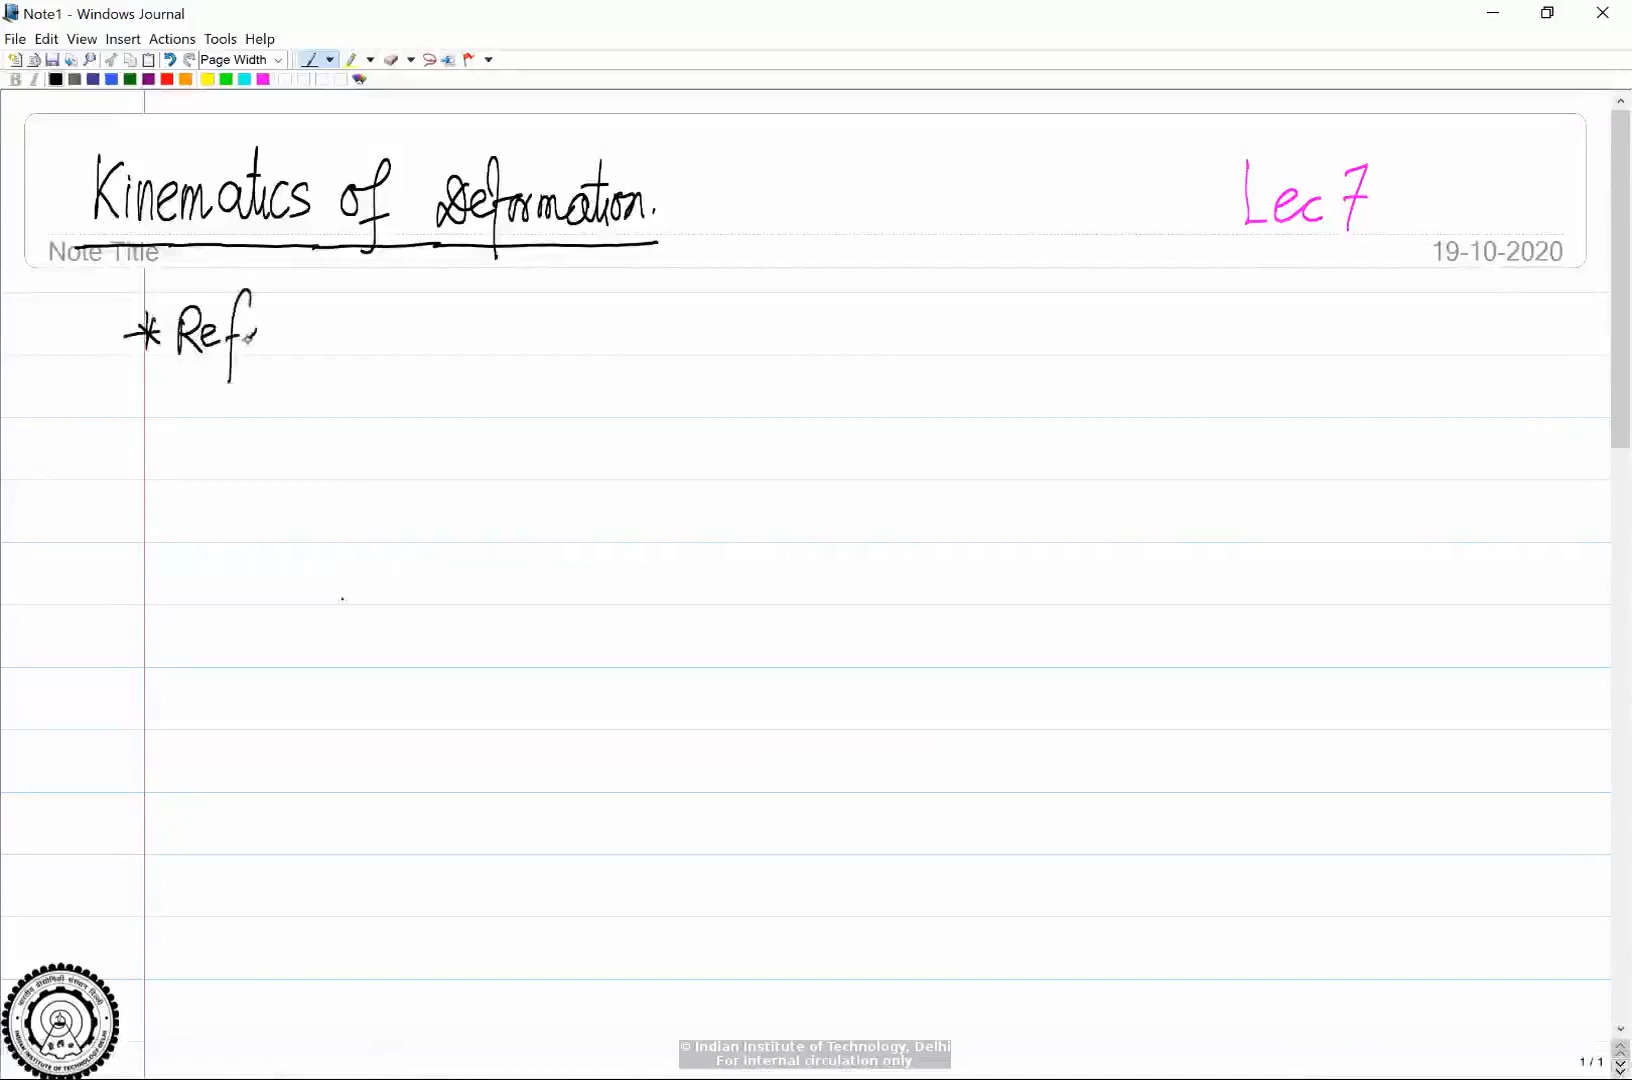 Note1 - Windows Journal
File Edit View Insert Actions Tools Help
Page Width
B I
Kinematics of Deformation.
Lec 7
Note Title
19-10-2020
* Ref
© Indian Institute of Technology, Delhi
For internal circulation only
1 / 1